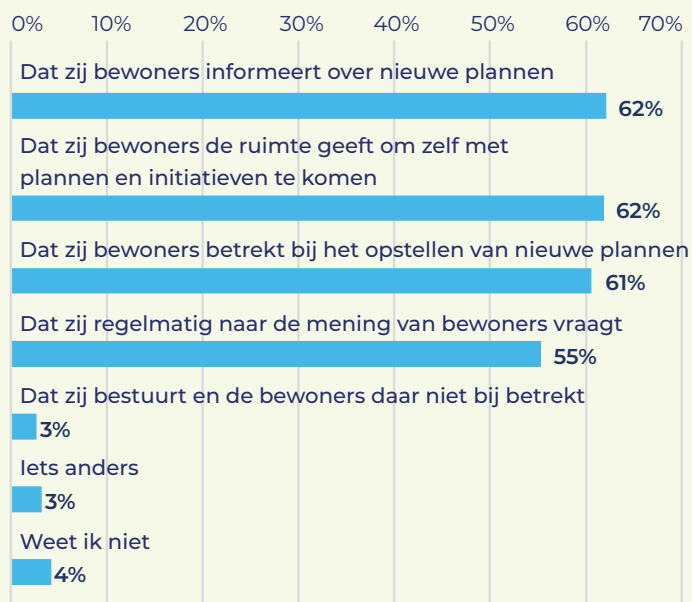 0% 10% 20% 30% 40% 50% 60% 70%
Dat zij bewoners informeert over nieuwe plannen
62%
Dat zij bewoners de ruimte geeft om zelf met
plannen en initiatieven te komen
62%
Dat zij bewoners betrekt bij het opstellen van nieuwe plannen
61%
Dat zij regelmatig naar de mening van bewoners vraagt
55%
Dat zij bestuurt en de bewoners daar niet bij betrekt
3%
Iets anders
3%
Weet ik niet
4%